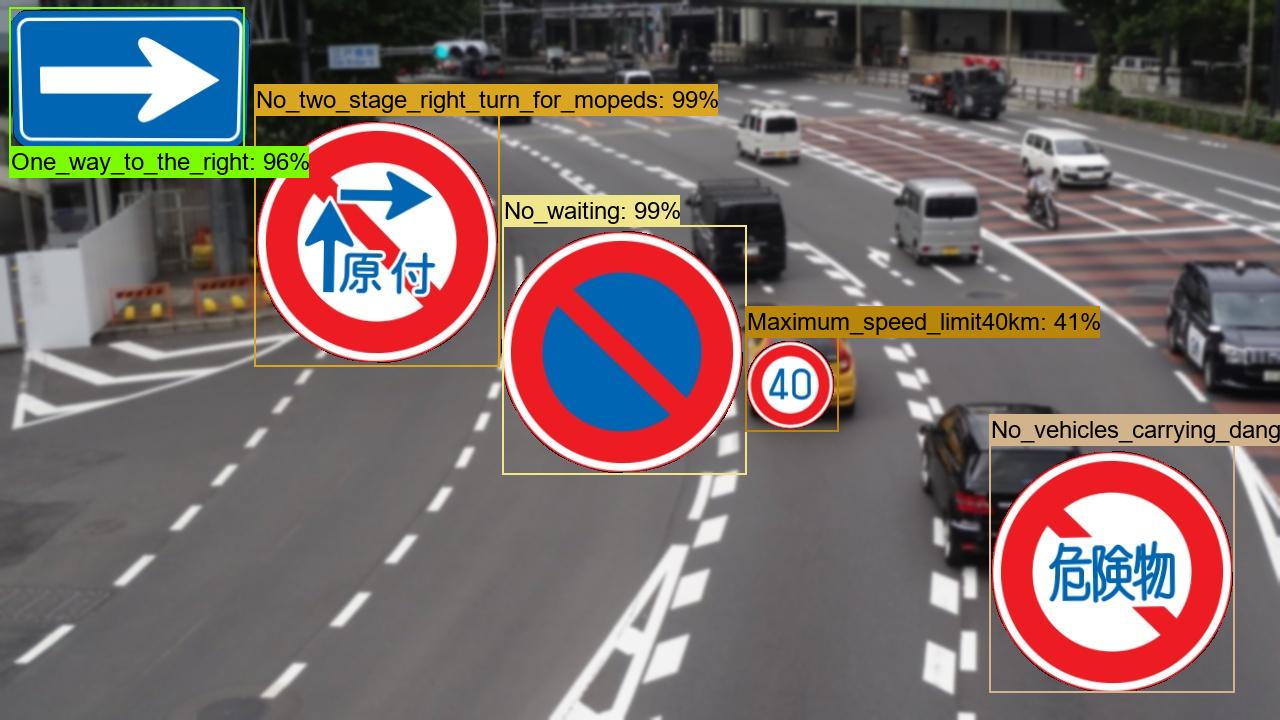 No_two_stage_right_turn_for_mopeds: 99%
One_way_to_the_right: 96%
No_waiting: 99%
原付
Maximum_speed_limit40km: 41%
40
No_vehicles_carrying_dang
危険物